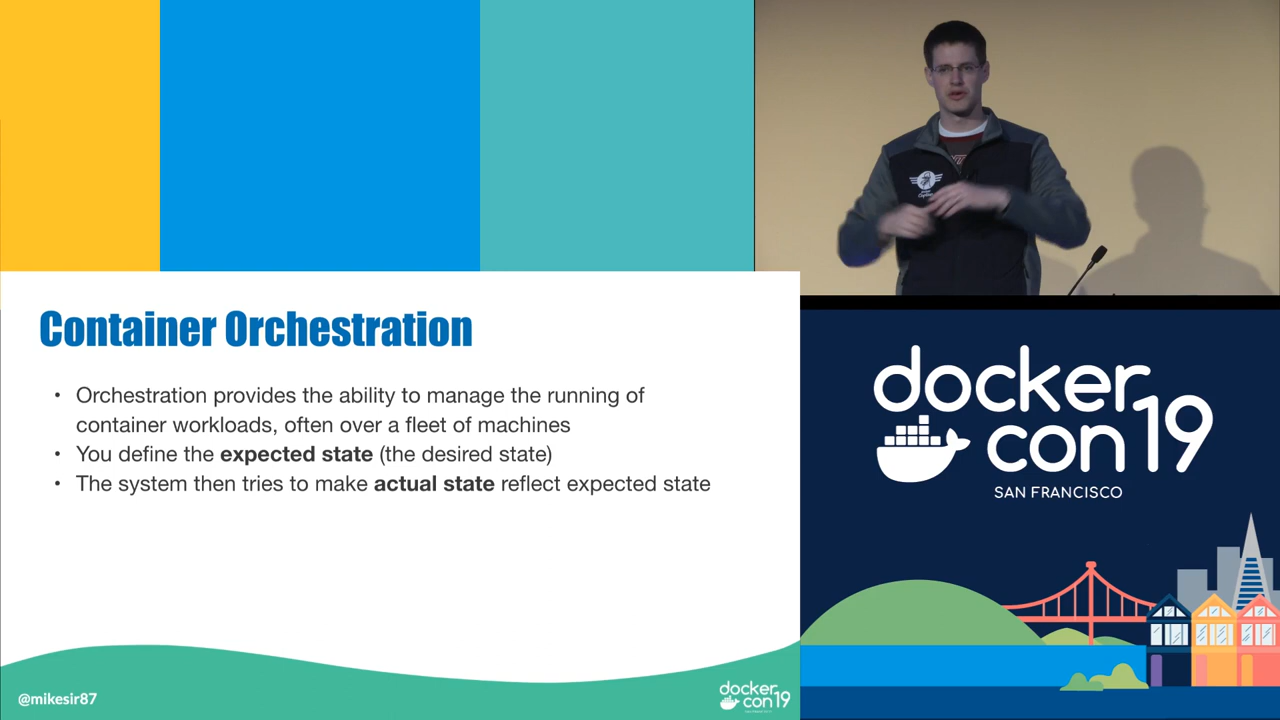 Container Orchestration
• Orchestration provides the ability to manage the running of
container workloads, often over a fleet of machines
• You define the expected state (the desired state)
• The system then tries to make actual state reflect expected state
@mikesir87
docker
con19
docker
con19
SAN FRANCISCO